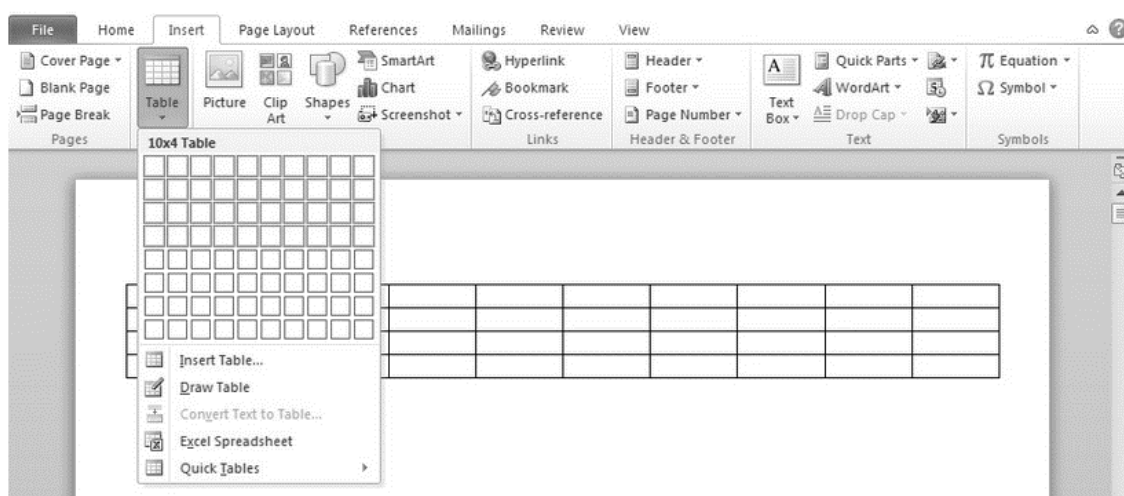 File Home Insert Page Layout References Mailings Review View
Cover Page
Blank Page
Page Break
Pages
Table
Picture
Clip Art
Shapes
SmartArt
Chart
Screenshot
Hyperlink
Bookmark
Cross-reference
Links
Header
Footer
Page Number
Header & Footer
A
Text Box
Quick Parts
WordArt
Drop Cap
Text
π Equation
Ω Symbol
Symbols
10x4 Table
Insert Table...
Draw Table
Convert Text to Table...
Excel Spreadsheet
Quick Tables